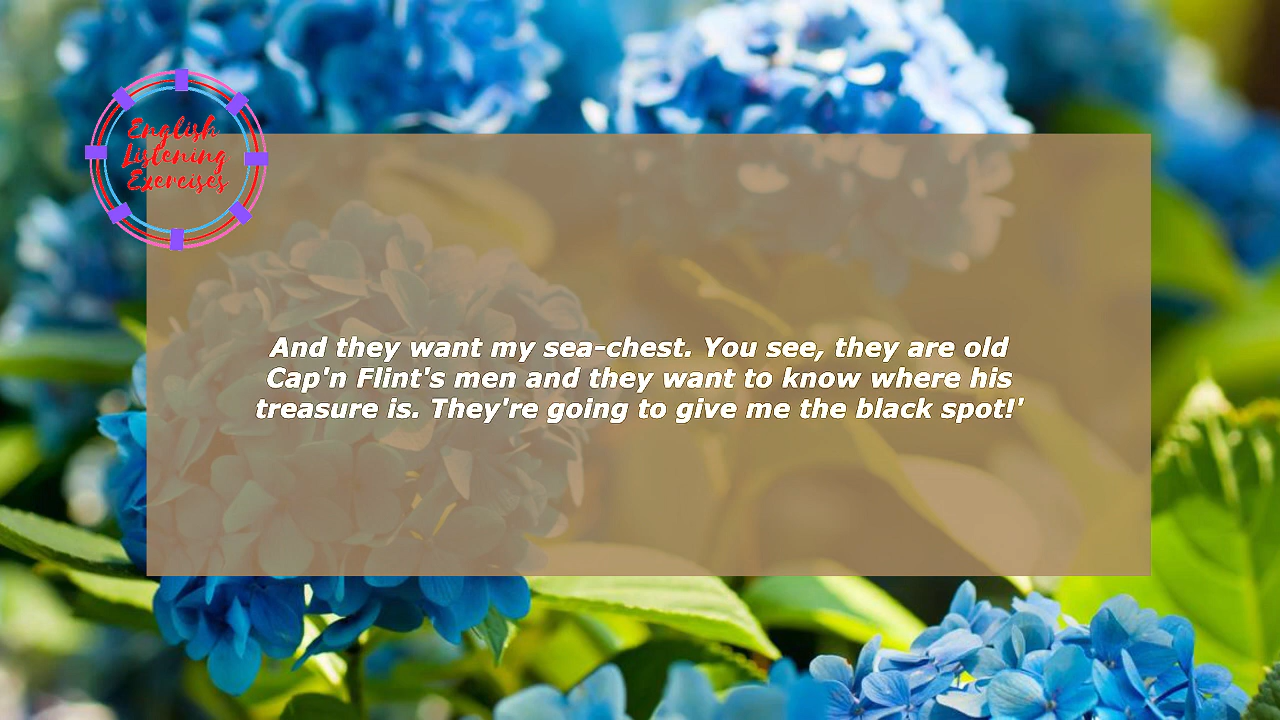 English
Listening
Exercises
And they want my sea-chest. You see, they are old
Cap'n Flint's men and they want to know where his
treasure is. They're going to give me the black spot!'